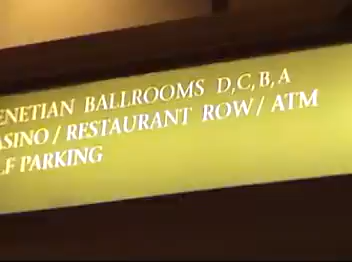 ENETIAN BALLROOMS D, C, B, A
ASINO / RESTAURANT ROW / ATM
LF PARKING